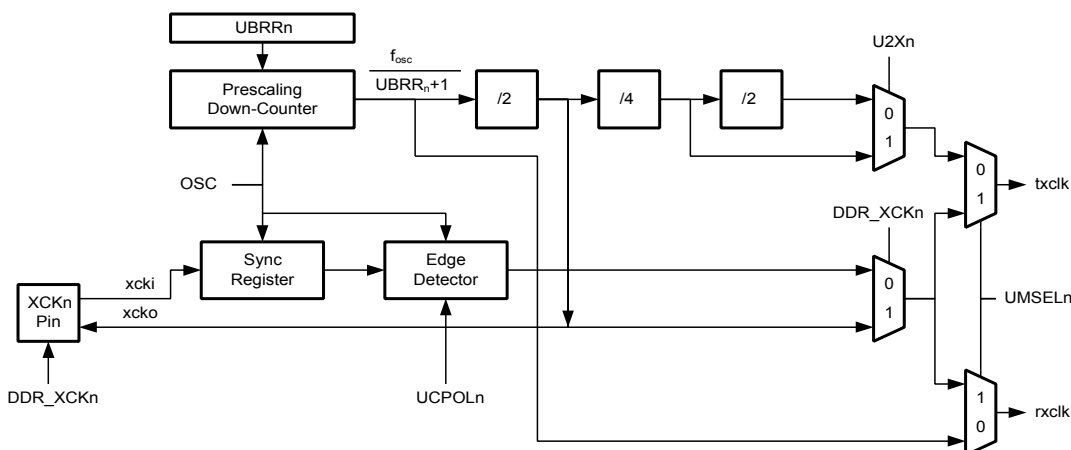 UBRRn
U2Xn
fosc
UBRRn+1
Prescaling
Down-Counter
/2
/4
/2
0
1
OSC
DDR_XCKn
0
1
txclk
Sync
Register
Edge
Detector
xcki
XCKn
Pin
xcko
0
1
UMSELn
DDR_XCKn
UCPOLn
1
0
rxclk